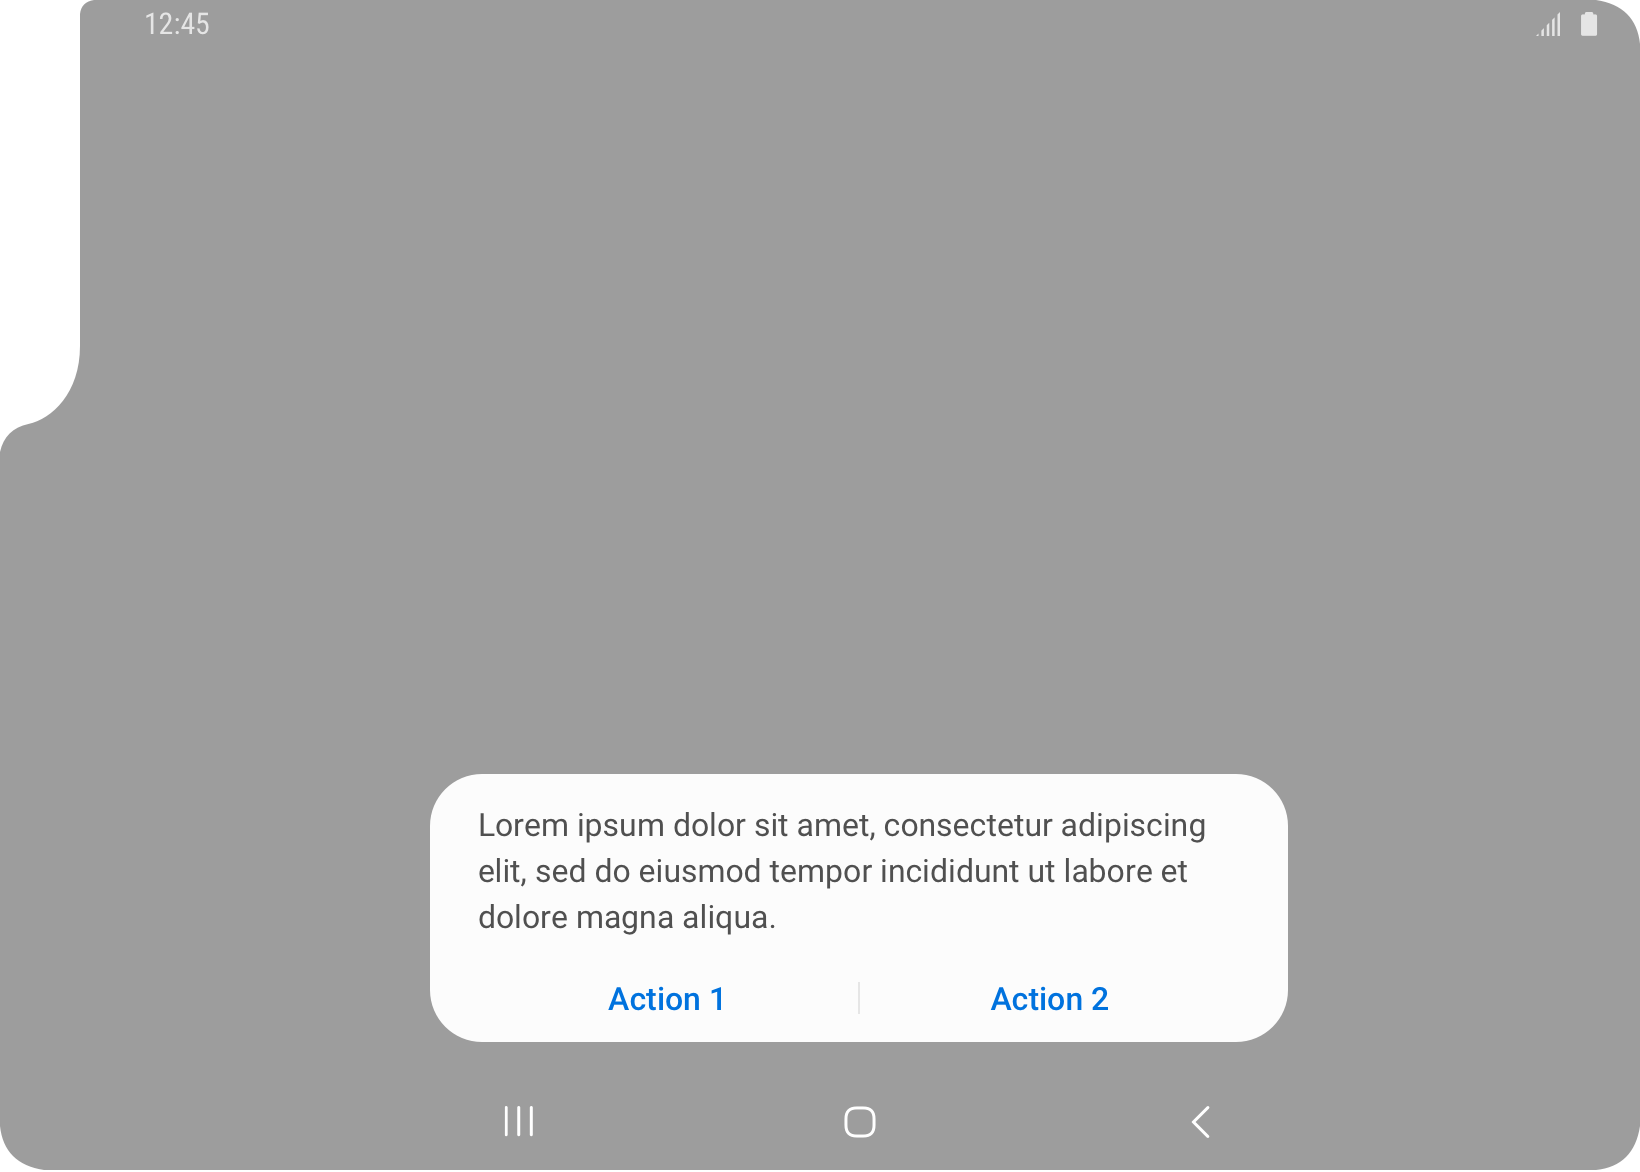 12:45
Lorem ipsum dolor sit amet, consectetur adipiscing
elit, sed do eiusmod tempor incididunt ut labore et
dolore magna aliqua.
Action 1
Action 2